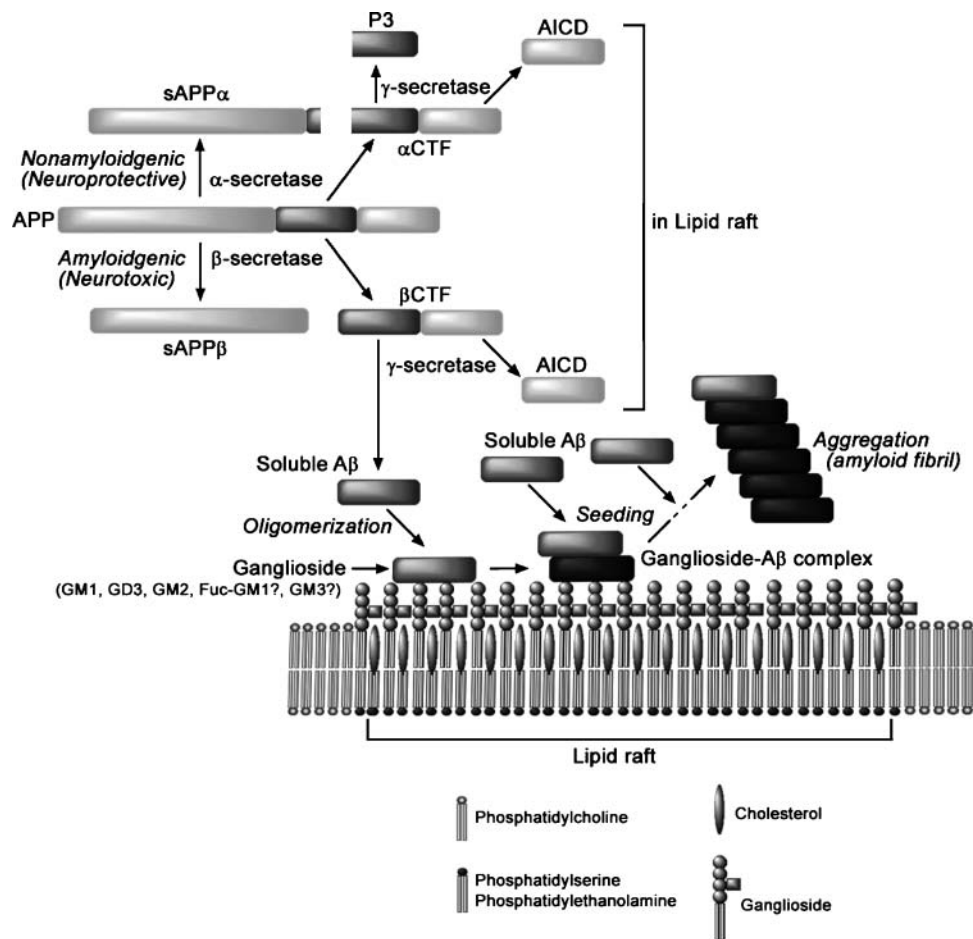 P3
AICD
γ-secretase
sAPPα
αCTF
Nonamyloidgenic
(Neuroprotective)
α-secretase
APP
in Lipid raft
Amyloidgenic
(Neurotoxic)
β-secretase
βCTF
sAPPβ
γ-secretase
AICD
Soluble Aβ
Soluble Aβ
Aggregation
(amyloid fibril)
Oligomerization
Seeding
Ganglioside
Ganglioside-Aβ complex
(GM1, GD3, GM2, Fuc-GM1?, GM3?)
Lipid raft
Phosphatidylcholine
Cholesterol
Phosphatidylserine
Phosphatidylethanolamine
Ganglioside